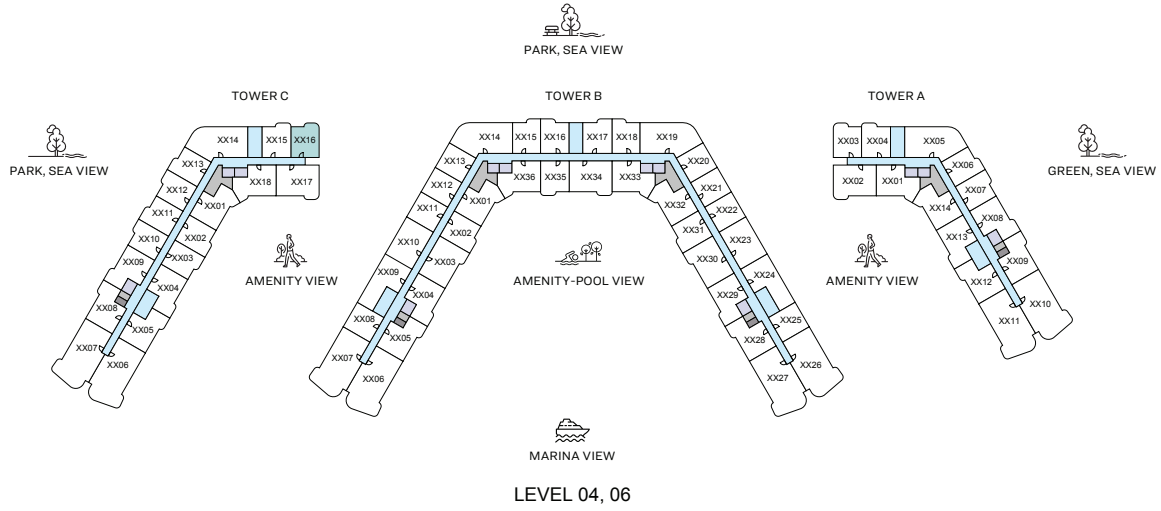 PARK, SEA VIEW
TOWER C
TOWER B
TOWER A
PARK, SEA VIEW
GREEN, SEA VIEW
XX14
XX15
XX16
XX13
XX18
XX17
XX12
XX01
XX11
XX02
XX10
XX03
XX09
XX04
XX08
XX05
XX07
XX06
XX14
XX15
XX16
XX17
XX18
XX19
XX13
XX36
XX35
XX34
XX33
XX20
XX12
XX01
XX32
XX21
XX11
XX02
XX31
XX22
XX10
XX03
XX30
XX23
XX09
XX04
XX29
XX24
XX08
XX05
XX28
XX25
XX07
XX06
XX27
XX26
XX03
XX04
XX05
XX02
XX01
XX06
XX14
XX07
XX13
XX08
XX12
XX09
XX11
XX10
AMENITY VIEW
AMENITY-POOL VIEW
AMENITY VIEW
MARINA VIEW
LEVEL 04, 06